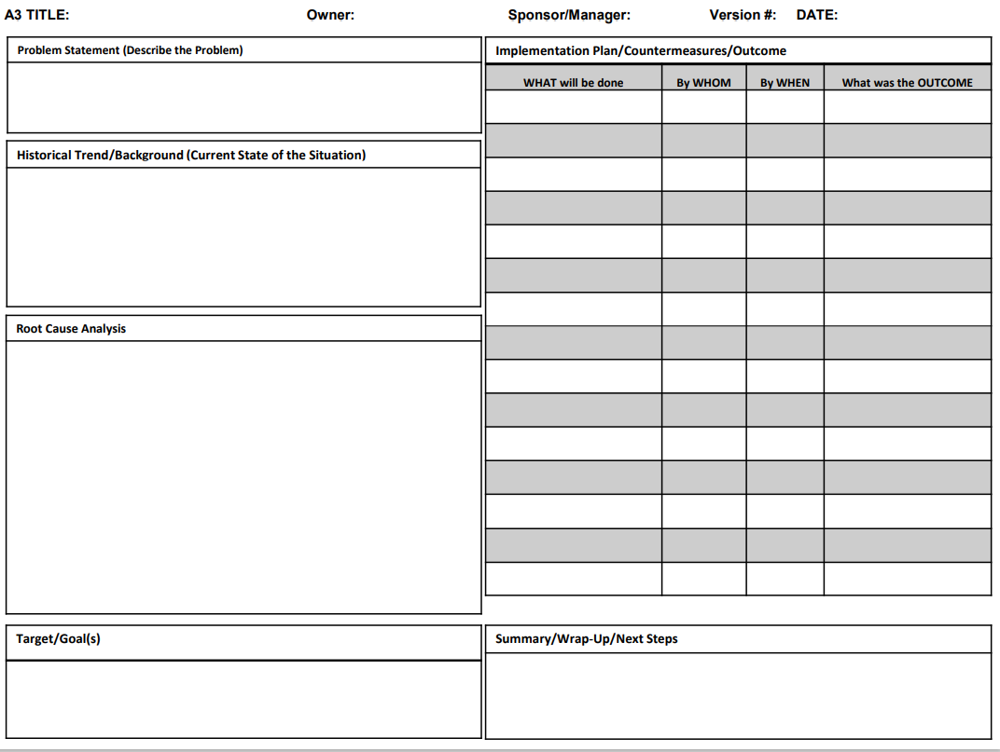 A3 TITLE: Owner: Sponsor/Manager: Version #: DATE:
Problem Statement (Describe the Problem)
Historical Trend/Background (Current State of the Situation)
Root Cause Analysis
Target/Goal(s)
Implementation Plan/Countermeasures/Outcome
WHAT will be done By WHOM By WHEN What was the OUTCOME
Summary/Wrap-Up/Next Steps